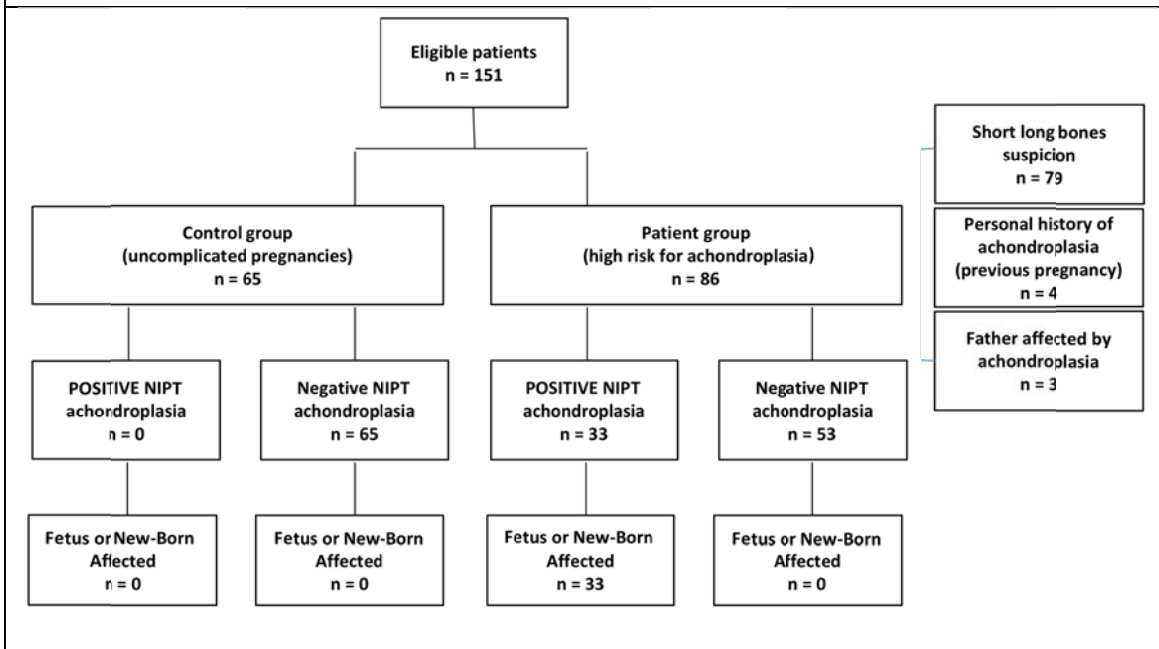 Eligible patients
n = 151
Short long bones
suspicion
n = 79
Personal history of
achondroplasia
(previous pregnancy)
n = 4
Father affected by
achondroplasia
n = 3
Control group
(uncomplicated pregnancies)
n = 65
Patient group
(high risk for achondroplasia)
n = 86
POSITIVE NIPT
achondroplasia
n = 0
Negative NIPT
achondroplasia
n = 65
POSITIVE NIPT
achondroplasia
n = 33
Negative NIPT
achondroplasia
n = 53
Fetus or New-Born
Affected
n = 0
Fetus or New-Born
Affected
n = 0
Fetus or New-Born
Affected
n = 33
Fetus or New-Born
Affected
n = 0